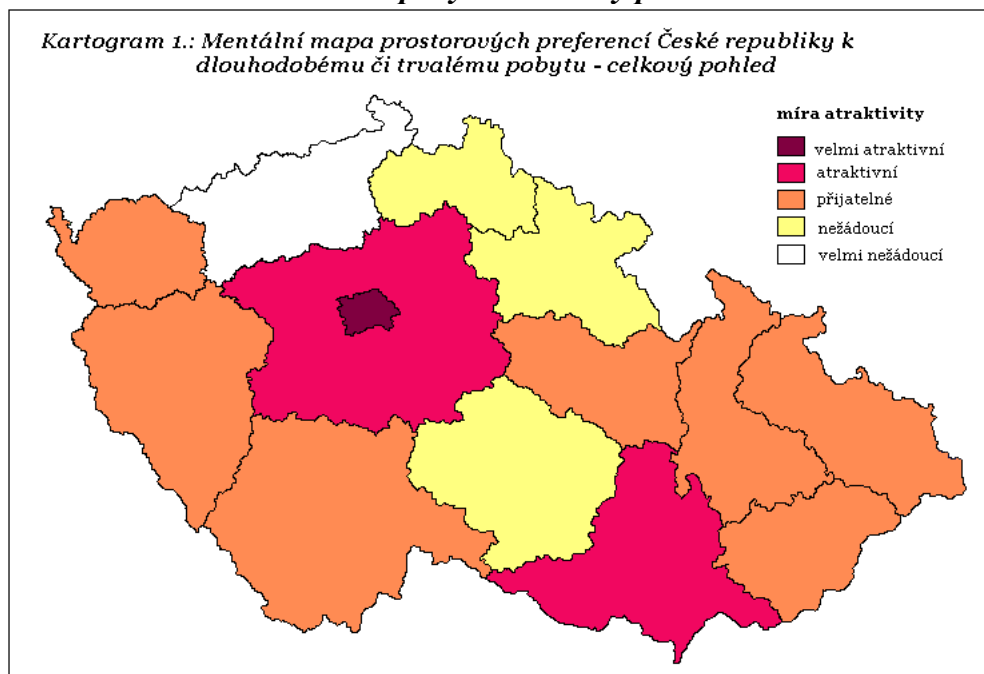 Kartogram 1.: Mentální mapa prostorových preferencí České republiky k
dlouhodobému či trvalému pobytu - celkový pohled
míra atraktivity
velmi atraktivní
atraktivní
přijatelné
nežádoucí
velmi nežádoucí